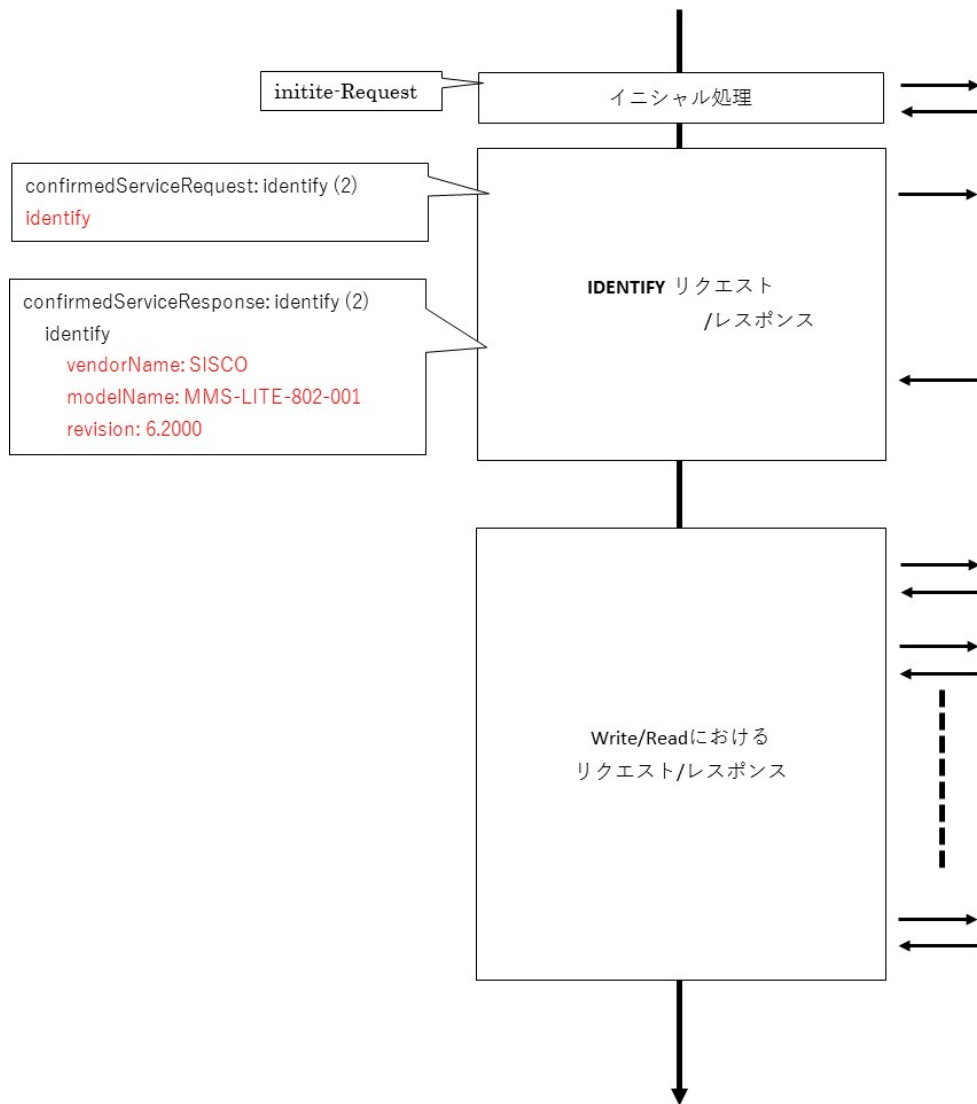 initite-Request
イニシャル処理
confirmedServiceRequest: identify (2)
identify
IDENTIFY リクエスト
/レスポンス
confirmedServiceResponse: identify (2)
identify
vendorName: SISCO
modelName: MMS-LITE-802-001
revision: 6.2000
Write/Readにおける
リクエスト/レスポンス